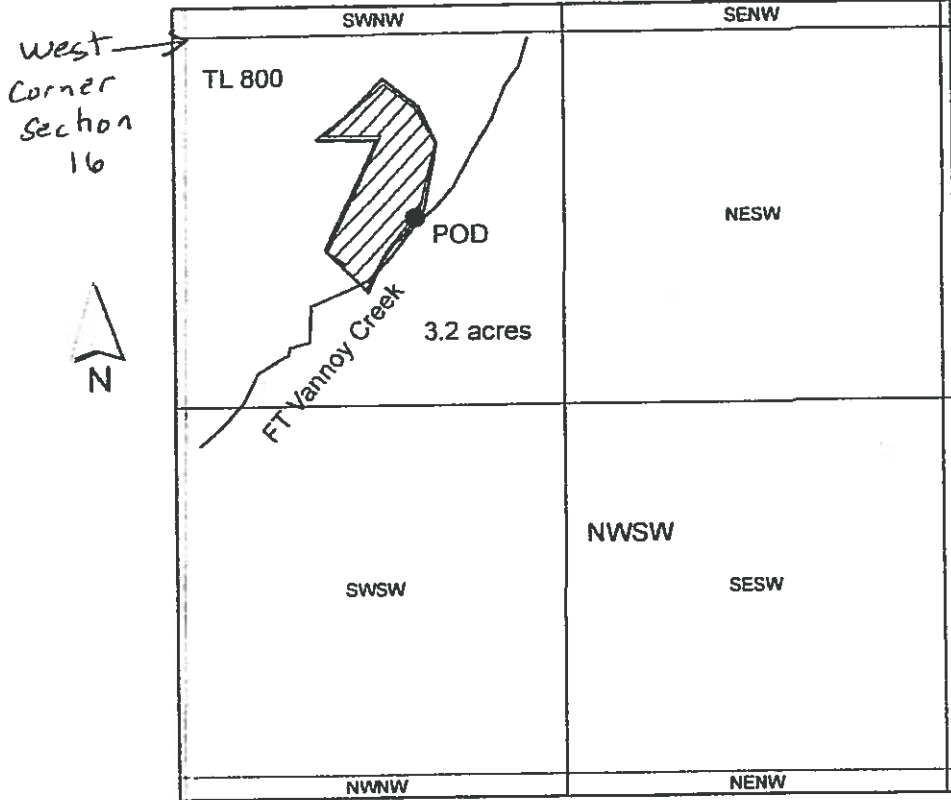 SWNW
SENW
West
Corner
Section
16
TL 800
NESW
POD
3.2 acres
N
FT Vannoy Creek
NWSW
SWSW
SESW
NWNW
NENW